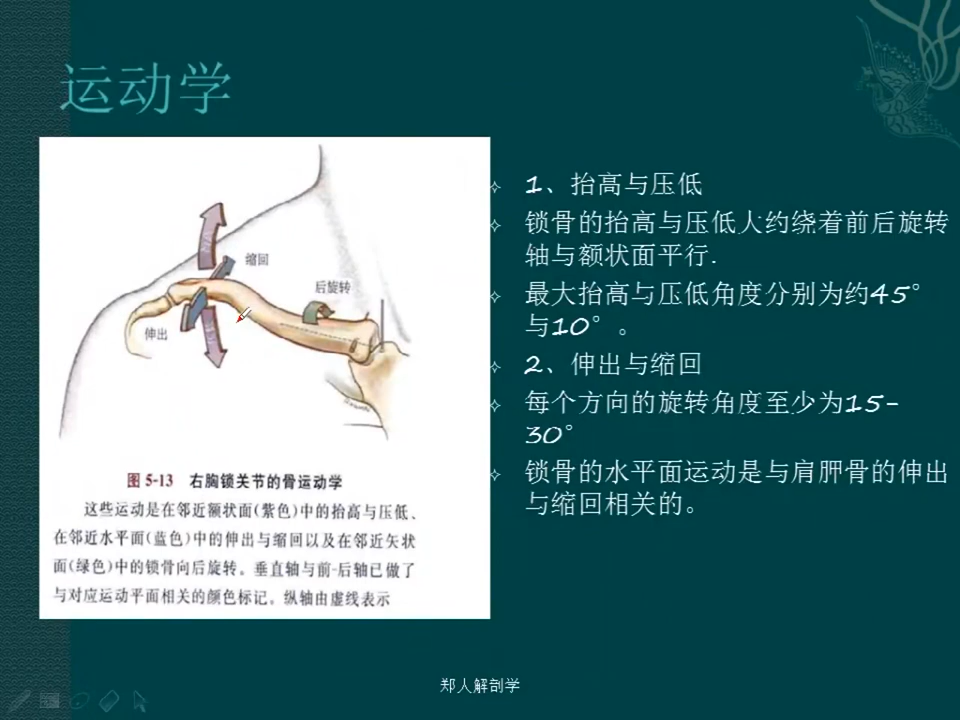 运动学
缩回
后旋转
伸出
图 5-13 右胸锁关节的骨运动学
这些运动是在邻近额状面(紫色)中的抬高与压低、
在邻近水平面(蓝色)中的伸出与缩回以及在邻近矢状
面(绿色)中的锁骨向后旋转。垂直轴与前-后轴已做了
与对应运动平面相关的颜色标记。纵轴由虚线表示
1、抬高与压低
锁骨的抬高与压低人约绕着前后旋转
轴与额状面平行.
最大抬高与压低角度分别为约45°
与10°。
2、伸出与缩回
每个方向的旋转角度至少为15-
30°
锁骨的水平面运动是与肩胛骨的伸出
与缩回相关的。
郑人解剖学